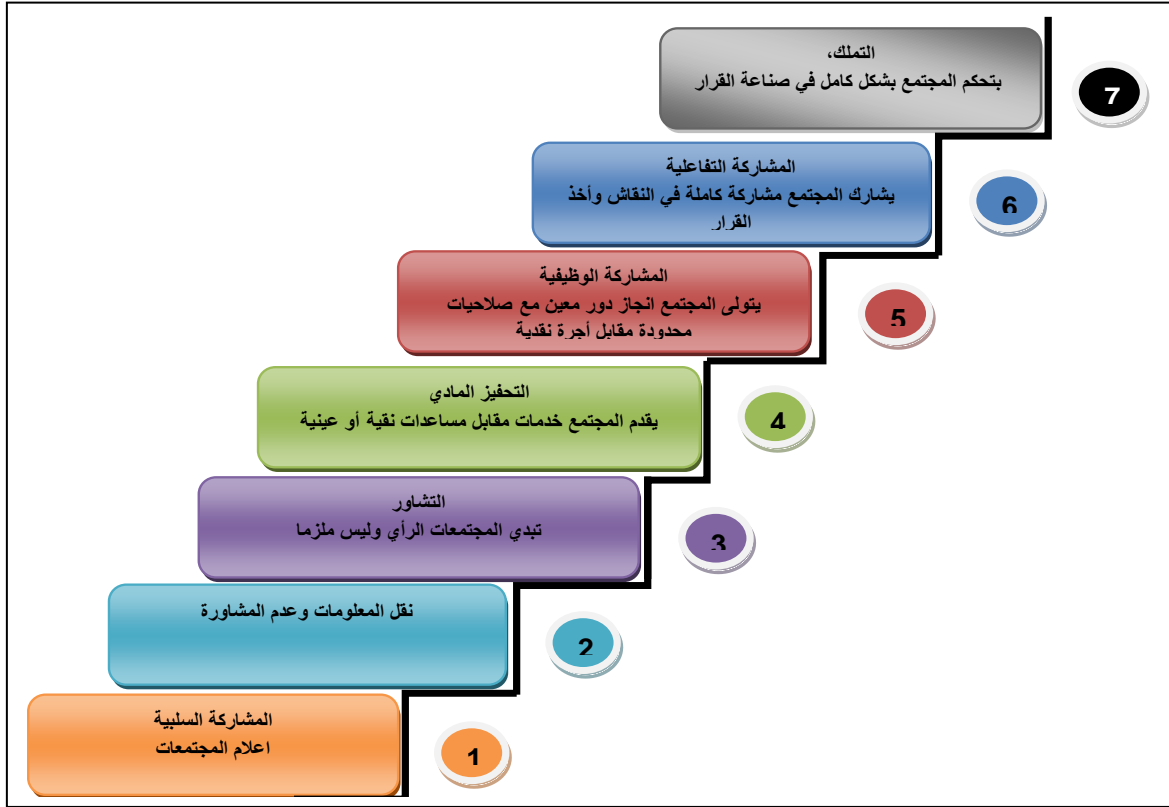 التملك،
بتحكم المجتمع بشكل كامل في صناعة القرار
7
المشاركة التفاعلية
يشارك المجتمع مشاركة كاملة في النقاش وأخذ
القرار
6
المشاركة الوظيفية
يتولى المجتمع انجاز دور معين مع صلاحيات
محدودة مقابل أجرة نقدية
5
التحفيز المادي
يقدم المجتمع خدمات مقابل مساعدات نقية أو عينية
4
التشاور
تبدي المجتمعات الرأي وليس ملزما
3
نقل المعلومات وعدم المشاورة
2
المشاركة السلبية
اعلام المجتمعات
1